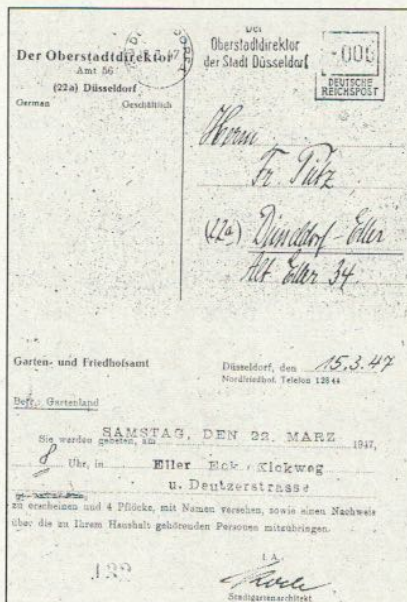 Der Oberstadtdirektor
Amt 56
(22a) Düsseldorf
German Geschäftlich
Der
Oberstadtdirektor
der Stadt Düsseldorf
-006
DEUTSCHE
REICHSPOST
Herrn
Fr. Pütz
(22a) Düsseldorf-Eller
Alt Eller 34.
Garten- und Friedhofsamt
Düsseldorf, den 15.3.47
Nordfriedhof, Telefon 12844
Betr.: Gartenland
Sie werden gebeten, am SAMSTAG, DEN 22. MARZ 1947,
8 Uhr, in Eller Eck. Kickweg
u. Deutzerstrasse
zu erscheinen und 4 Pflöcke, mit Namen versehen, sowie einen Nachweis
über die zu Ihrem Haushalt gehörenden Personen mitzubringen.
I. A.
Stadtgartenarchitekt